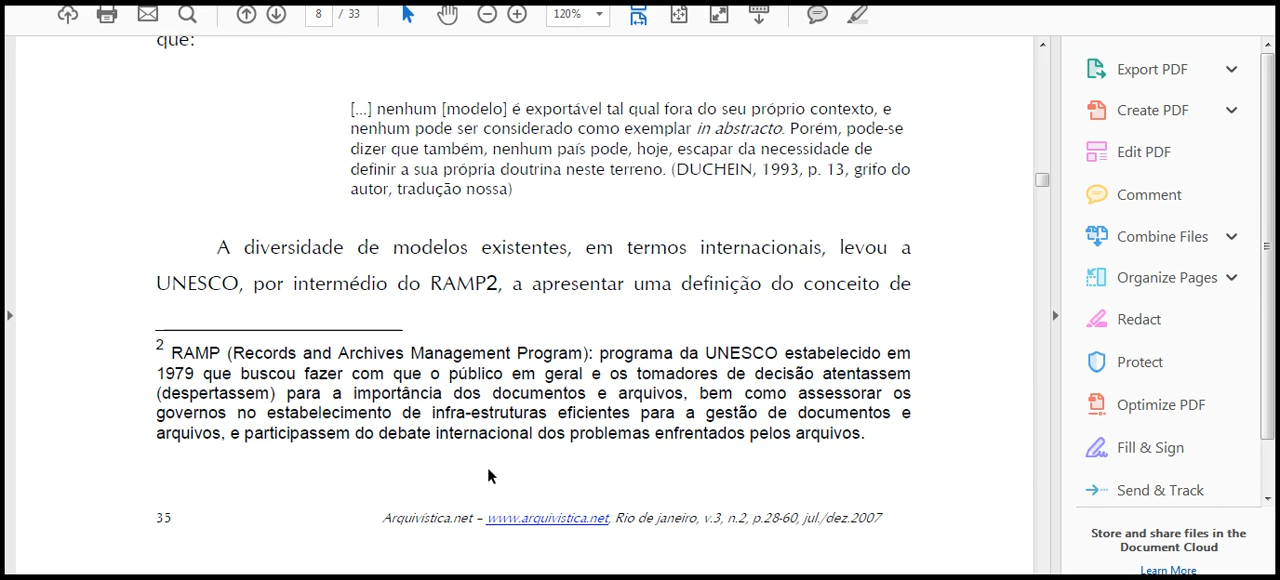 8 / 33
120%
que:
[...] nenhum [modelo] é exportável tal qual fora do seu próprio contexto, e
nenhum pode ser considerado como exemplar in abstracto. Porém, pode-se
dizer que também, nenhum país pode, hoje, escapar da necessidade de
definir a sua própria doutrina neste terreno. (DUCHEIN, 1993, p. 13, grifo do
autor, tradução nossa)
A diversidade de modelos existentes, em termos internacionais, levou a
UNESCO, por intermédio do RAMP2, a apresentar uma definição do conceito de
2 RAMP (Records and Archives Management Program): programa da UNESCO estabelecido em
1979 que buscou fazer com que o público em geral e os tomadores de decisão atentassem
(despertassem) para a importância dos documentos e arquivos, bem como assessorar os
governos no estabelecimento de infra-estruturas eficientes para a gestão de documentos e
arquivos, e participassem do debate internacional dos problemas enfrentados pelos arquivos.
35
Arquivística.net – www.arquivistica.net, Rio de janeiro, v.3, n.2, p.28-60, jul./dez.2007
Export PDF
Create PDF
Edit PDF
Comment
Combine Files
Organize Pages
Redact
Protect
Optimize PDF
Fill & Sign
Send & Track
Store and share files in the
Document Cloud
Learn More